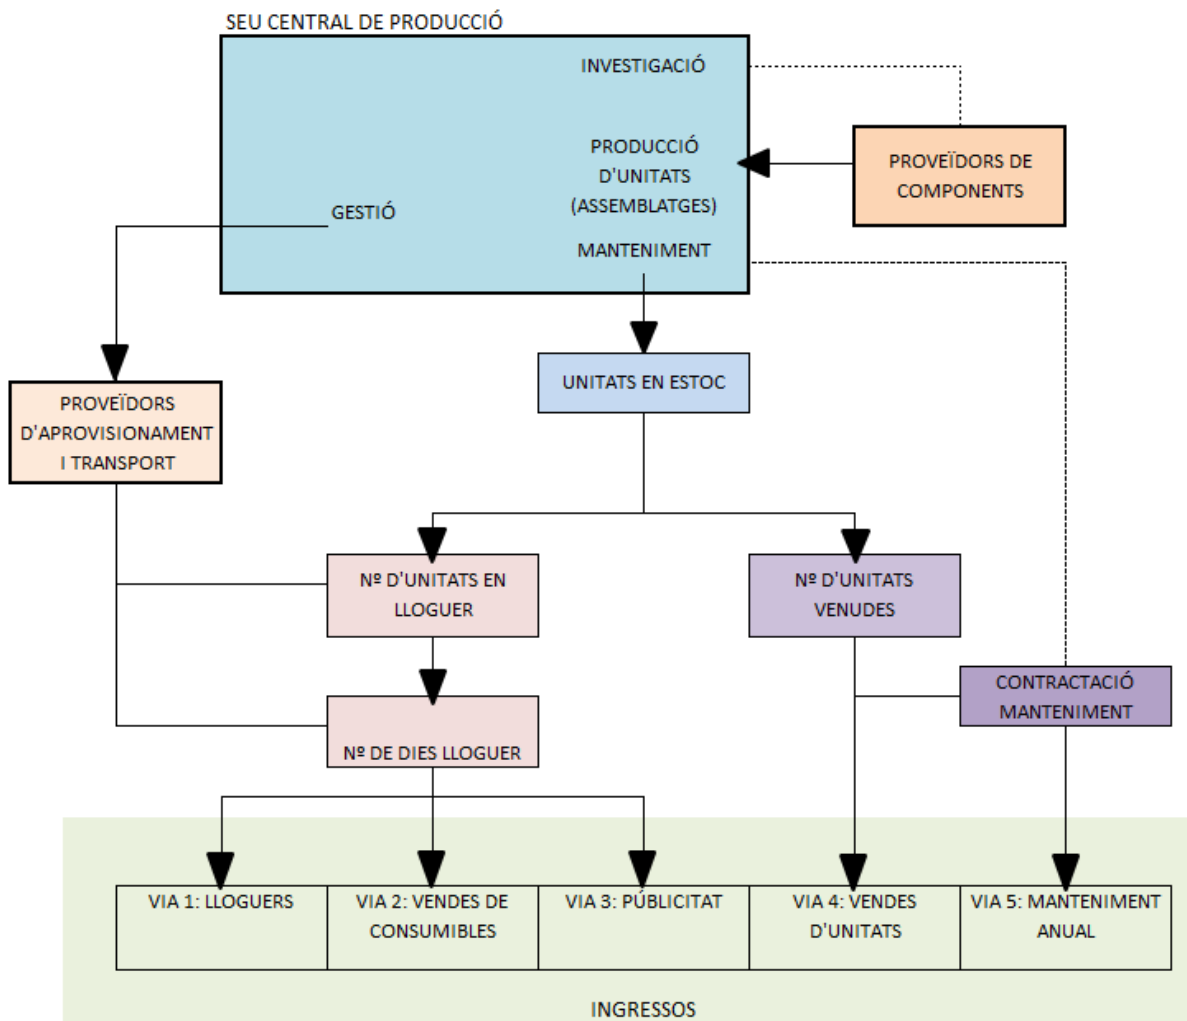 SEU CENTRAL DE PRODUCCIÓ
INVESTIGACIÓ
PRODUCCIÓ
D'UNITATS
(ASSEMBLATGES)
PROVEÏDORS DE
COMPONENTS
GESTIÓ
MANTENIMENT
UNITATS EN ESTOC
PROVEÏDORS
D'APROVISIONAMENT
I TRANSPORT
Nº D'UNITATS EN
LLOGUER
Nº D'UNITATS
VENUDES
CONTRACTACIÓ
MANTENIMENT
Nº DE DIES LLOGUER
VIA 1: LLOGUERS
VIA 2: VENDES DE
CONSUMIBLES
VIA 3: PÚBLICITAT
VIA 4: VENDES
D'UNITATS
VIA 5: MANTENIMENT
ANUAL
INGRESSOS